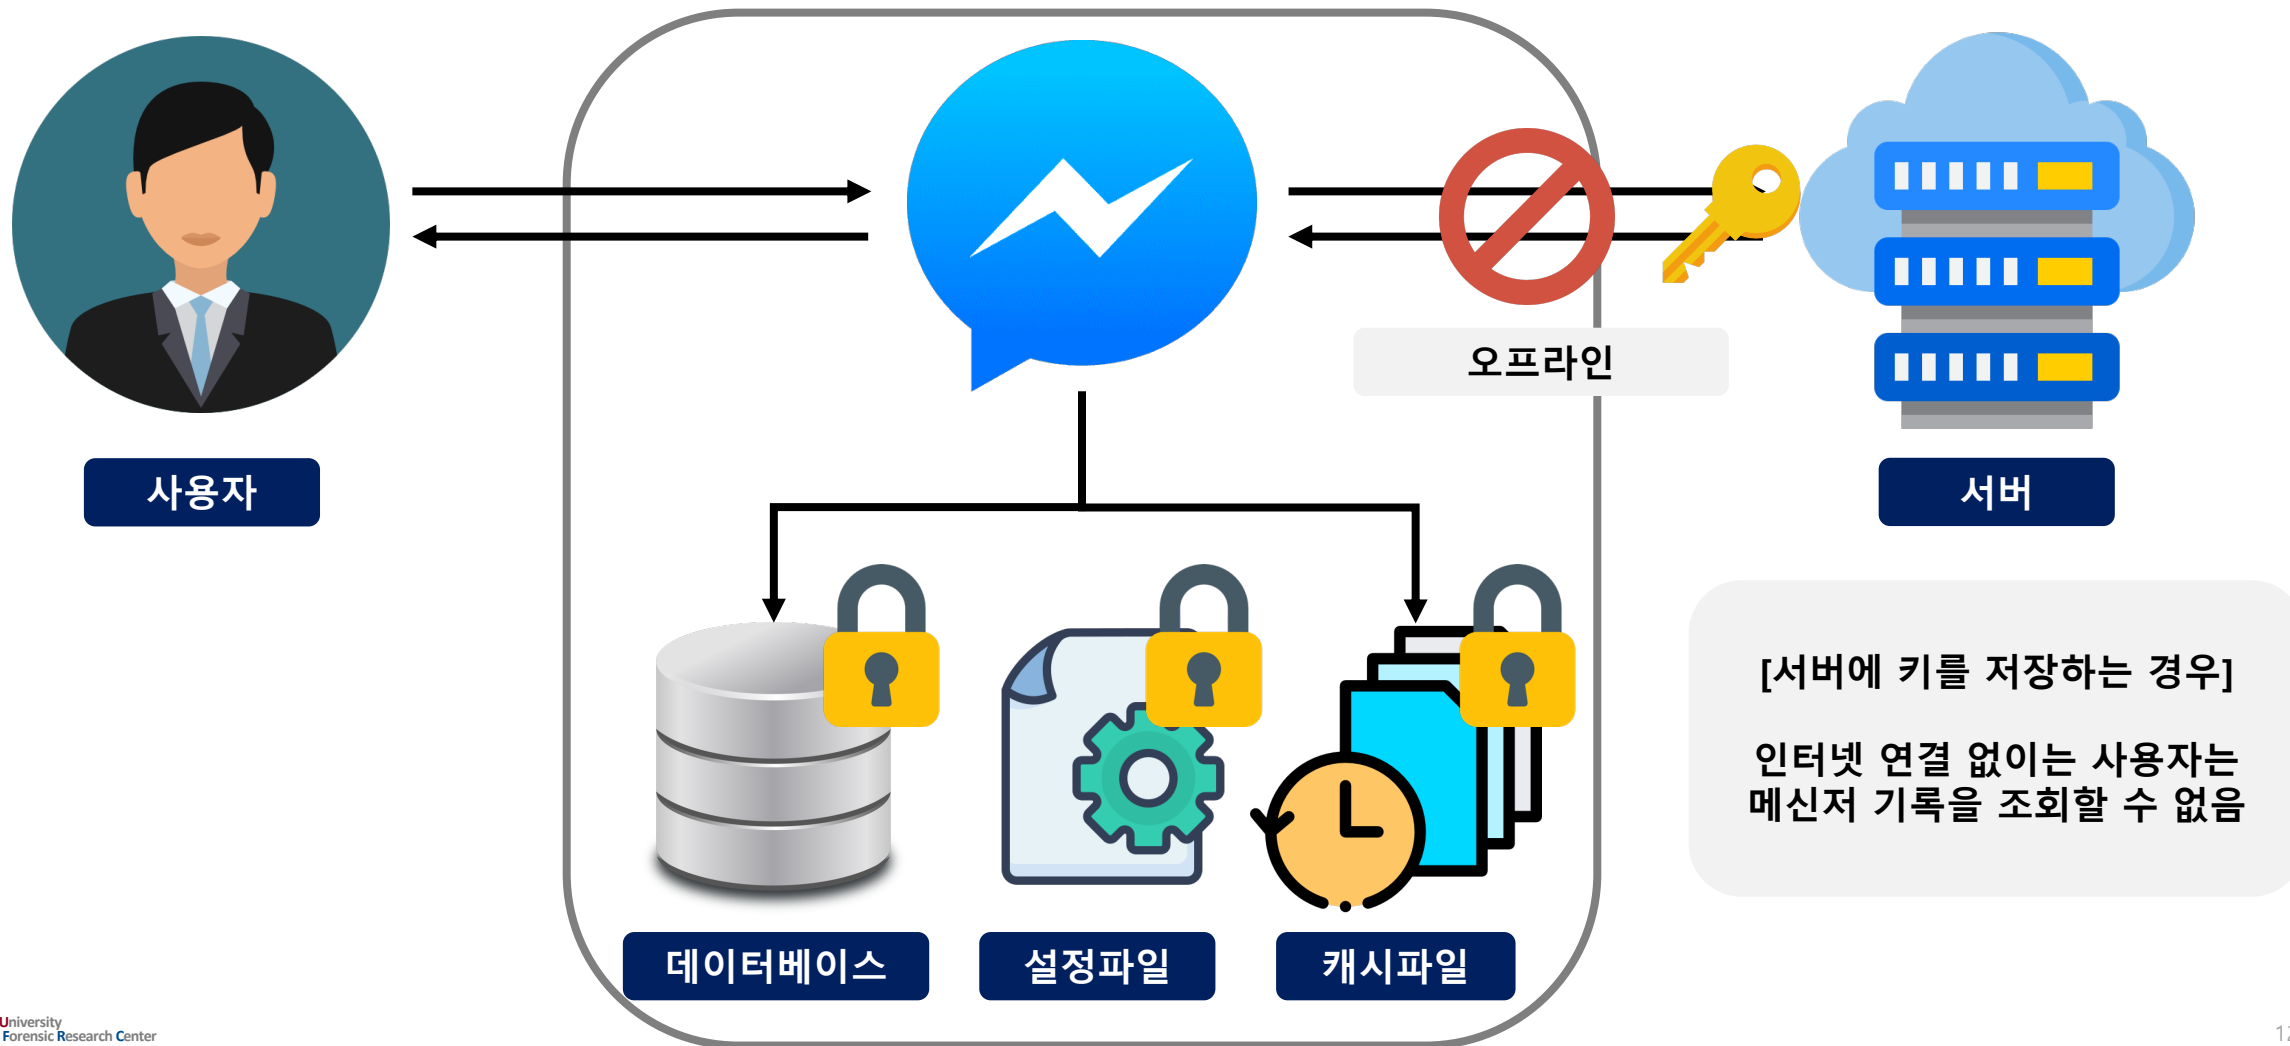 오프라인
사용자
서버
[서버에 키를 저장하는 경우]
인터넷 연결 없이는 사용자는
메신저 기록을 조회할 수 없음
데이터베이스
설정파일
캐시파일
University
Forensic Research Center